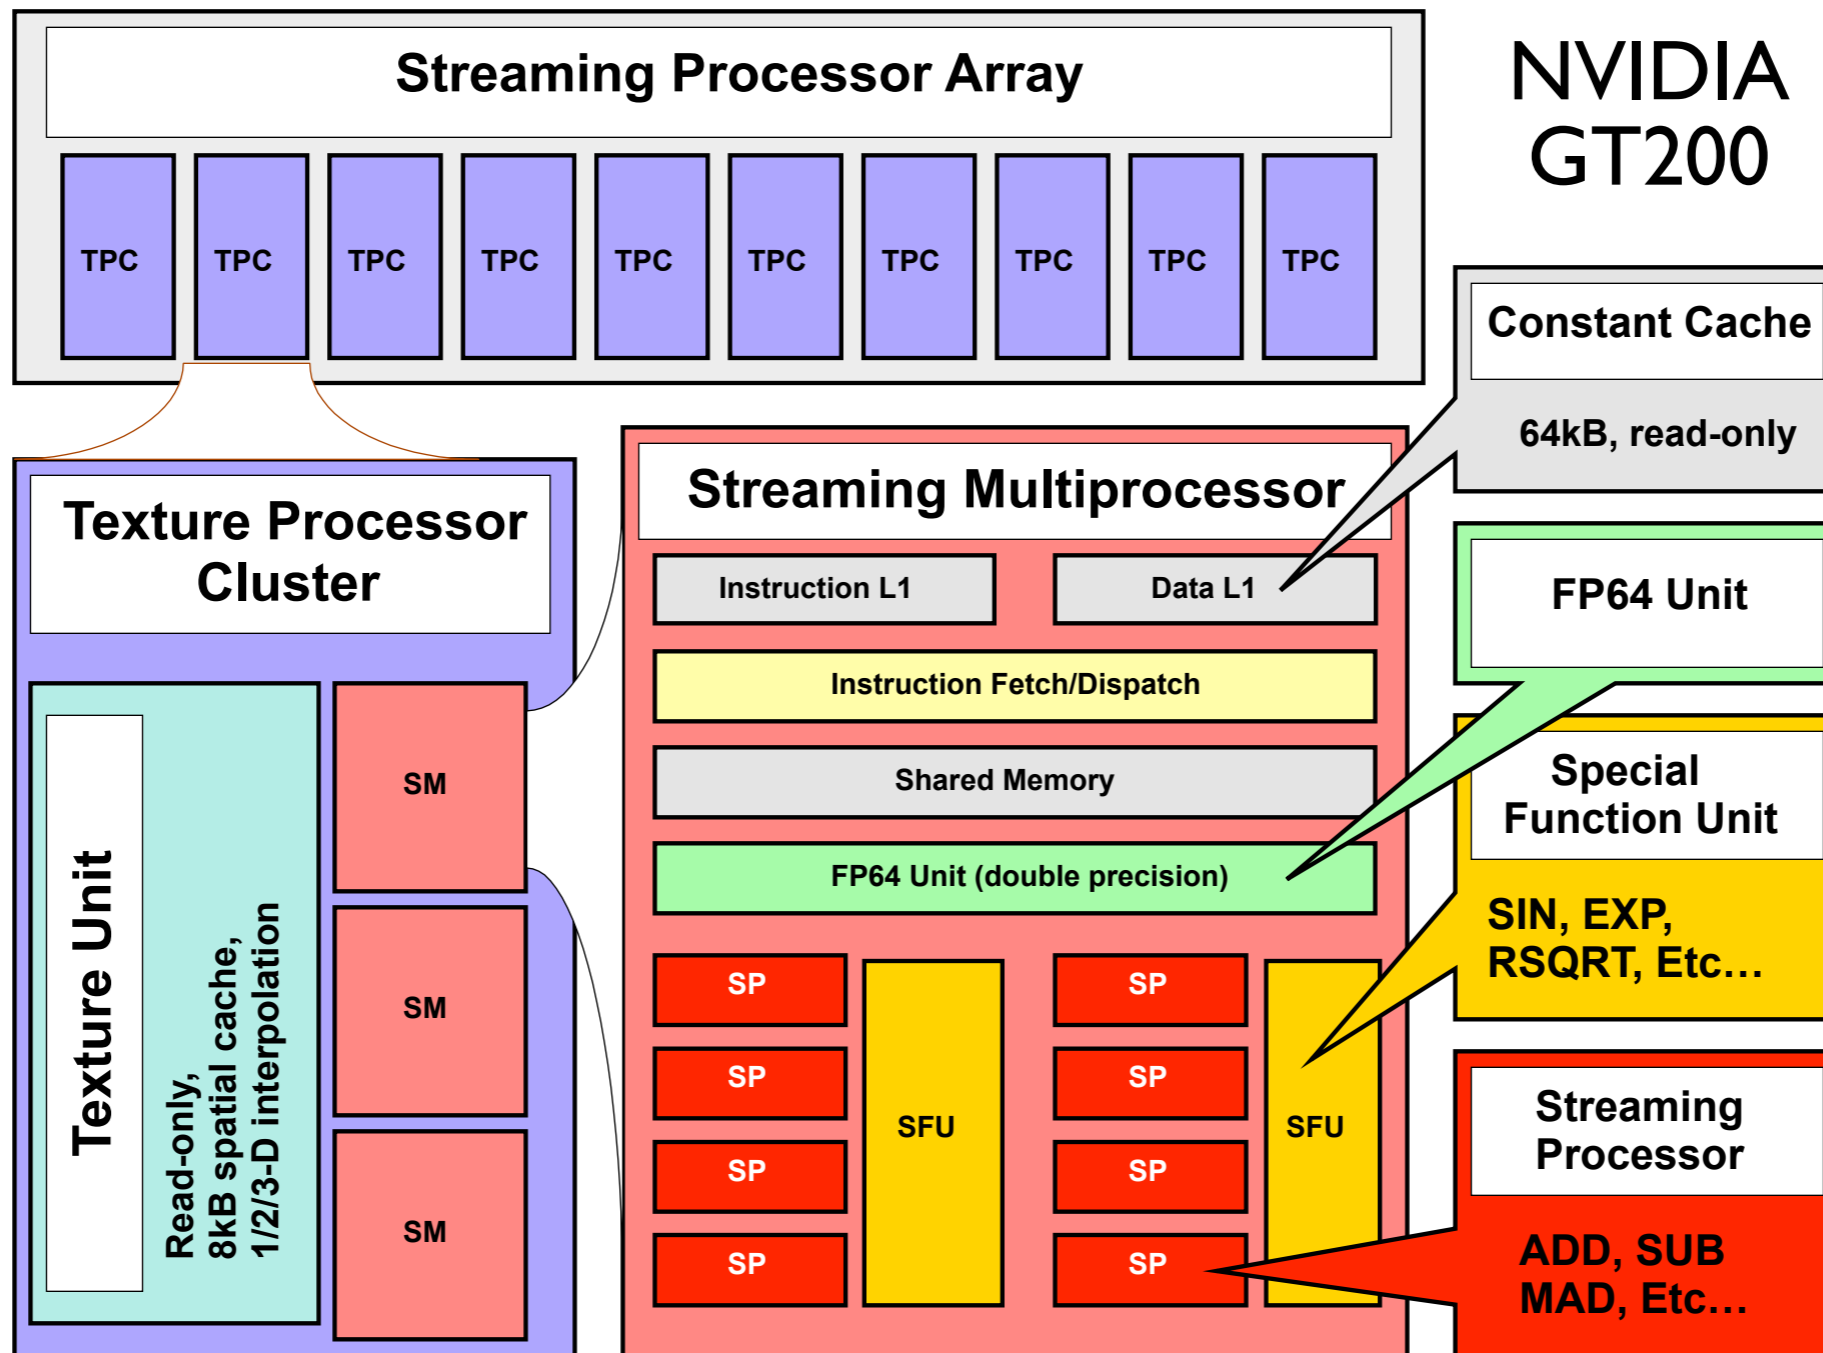 Streaming Processor Array
NVIDIA
GT200
TPC
TPC
TPC
TPC
TPC
TPC
TPC
TPC
TPC
TPC
Texture Processor
Cluster
Texture Unit
Read-only,
8kB spatial cache,
1/2/3-D interpolation
SM
SM
SM
Streaming Multiprocessor
Instruction L1
Data L1
Instruction Fetch/Dispatch
Shared Memory
FP64 Unit (double precision)
SP
SP
SP
SP
SFU
SP
SP
SP
SP
SFU
Constant Cache
64kB, read-only
FP64 Unit
Special
Function Unit
SIN, EXP,
RSQRT, Etc…
Streaming
Processor
ADD, SUB
MAD, Etc…